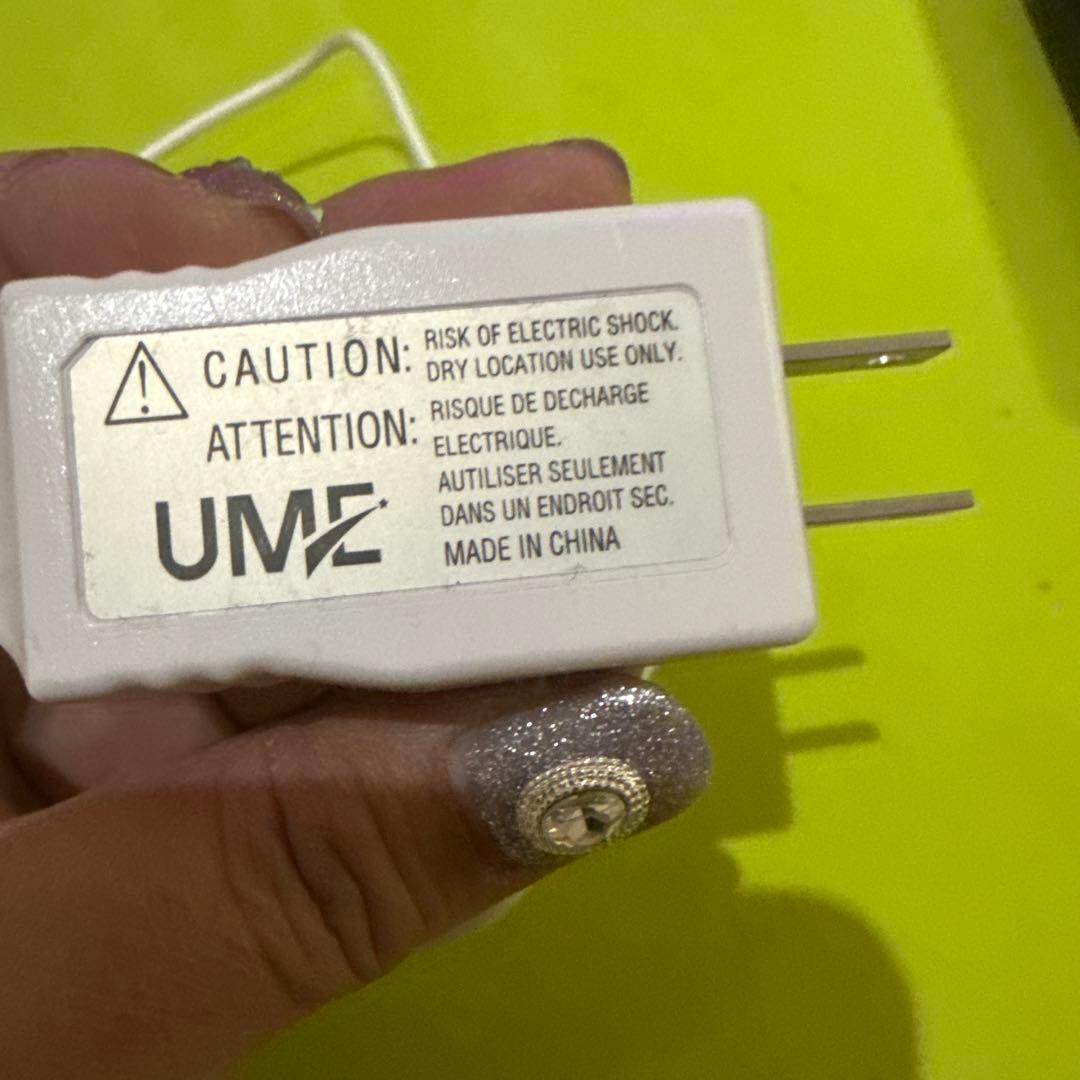 CAUTION: RISK OF ELECTRIC SHOCK.
DRY LOCATION USE ONLY.
ATTENTION: RISQUE DE DECHARGE
ELECTRIQUE.
AUTILISER SEULEMENT
DANS UN ENDROIT SEC.
MADE IN CHINA
UME